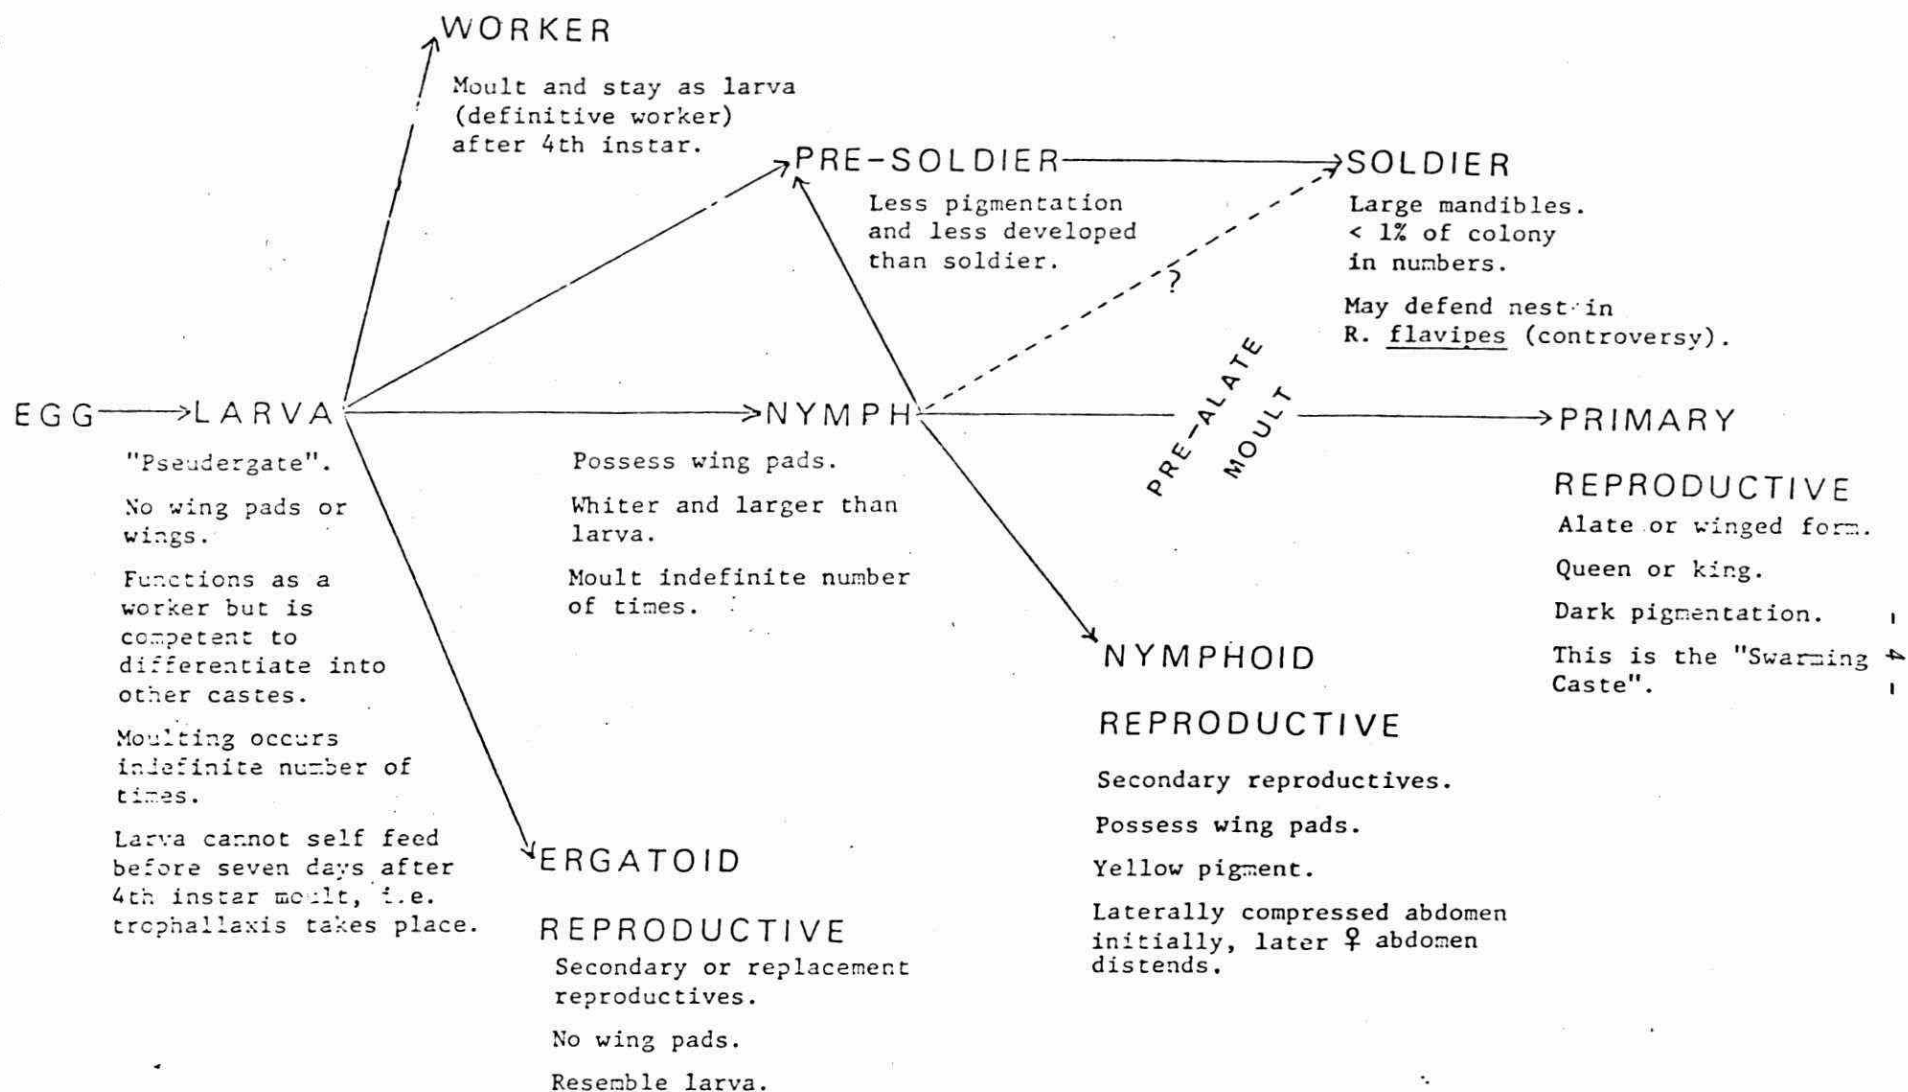 WORKER
Moult and stay as larva
(definitive worker)
after 4th instar.
PRE-SOLDIER
Less pigmentation
and less developed
than soldier.
SOLDIER
Large mandibles.
< 1% of colony
in numbers.
May defend nest in
R. flavipes (controversy).
?
EGG
LARVA
"Pseudergate".
No wing pads or
wings.
Functions as a
worker but is
competent to
differentiate into
other castes.
Moulting occurs
indefinite number of
times.
Larva cannot self feed
before seven days after
4th instar moult, i.e.
trophallaxis takes place.
NYMPH
Possess wing pads.
Whiter and larger than
larva.
Moult indefinite number
of times.
PRE-ALATE
MOULT
PRIMARY
REPRODUCTIVE
Alate or winged form.
Queen or king.
Dark pigmentation.
This is the "Swarming
Caste".
- 4 -
NYMPHOID
REPRODUCTIVE
Secondary reproductives.
Possess wing pads.
Yellow pigment.
Laterally compressed abdomen
initially, later ♀ abdomen
distends.
ERGATOID
REPRODUCTIVE
Secondary or replacement
reproductives.
No wing pads.
Resemble larva.